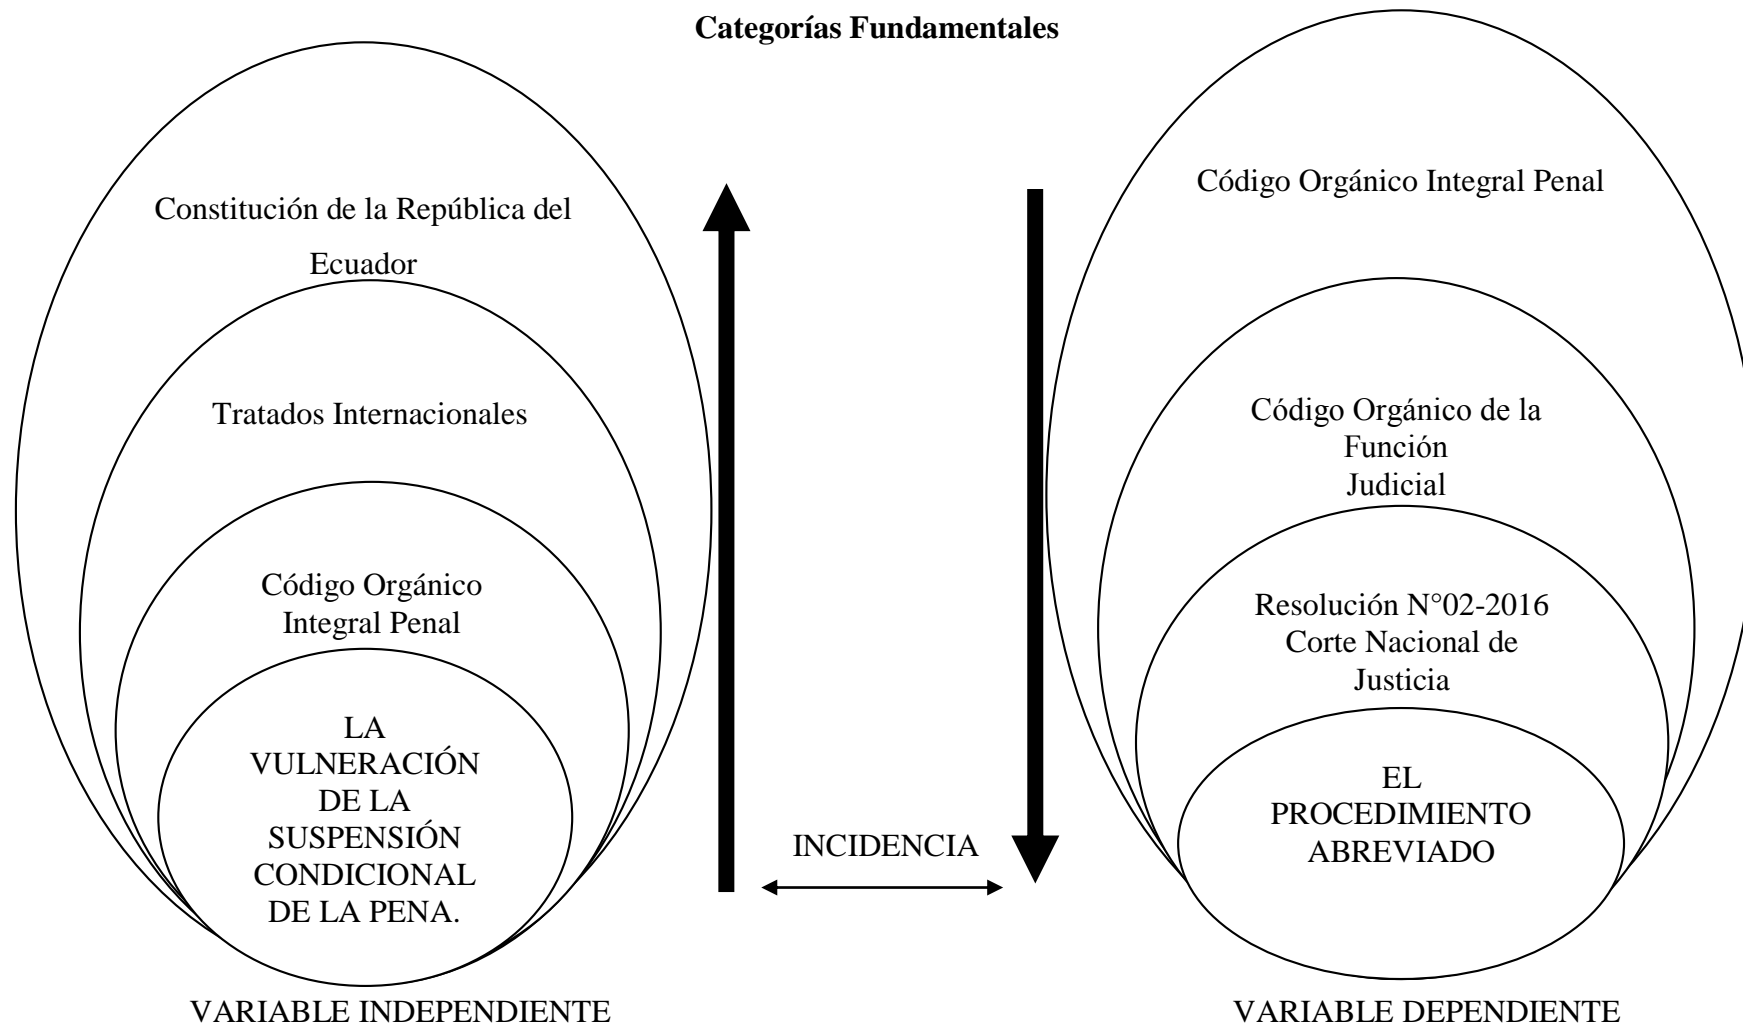 Categorías Fundamentales
Constitución de la República del
Ecuador
Tratados Internacionales
Código Orgánico
Integral Penal
LA
VULNERACIÓN
DE LA
SUSPENSIÓN
CONDICIONAL
DE LA PENA.
VARIABLE INDEPENDIENTE
INCIDENCIA
Código Orgánico Integral Penal
Código Orgánico de la
Función
Judicial
Resolución N°02-2016
Corte Nacional de
Justicia
EL
PROCEDIMIENTO
ABREVIADO
VARIABLE DEPENDIENTE